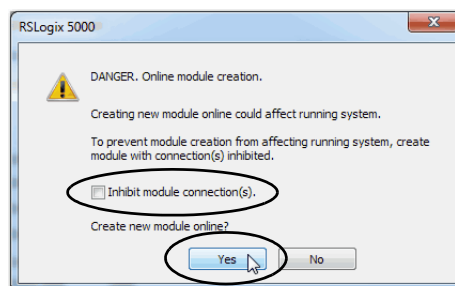 RSLogix 5000
DANGER. Online module creation.
Creating new module online could affect running system.
To prevent module creation from affecting running system, create
module with connection(s) inhibited.
Inhibit module connection(s).
Create new module online?
Yes No